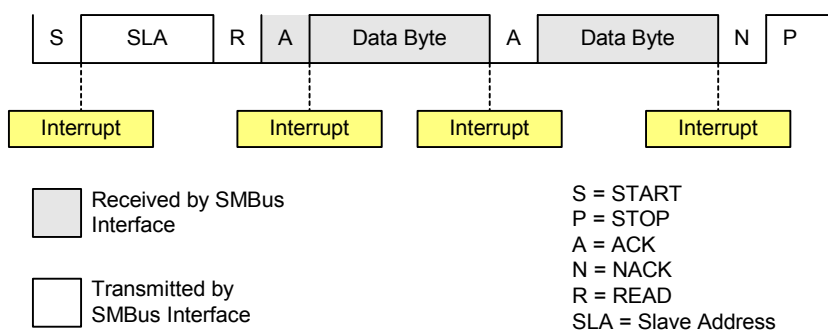 S SLA R A Data Byte A Data Byte N P
Interrupt Interrupt Interrupt Interrupt
Received by SMBus
Interface
Transmitted by
SMBus Interface
S = START
P = STOP
A = ACK
N = NACK
R = READ
SLA = Slave Address